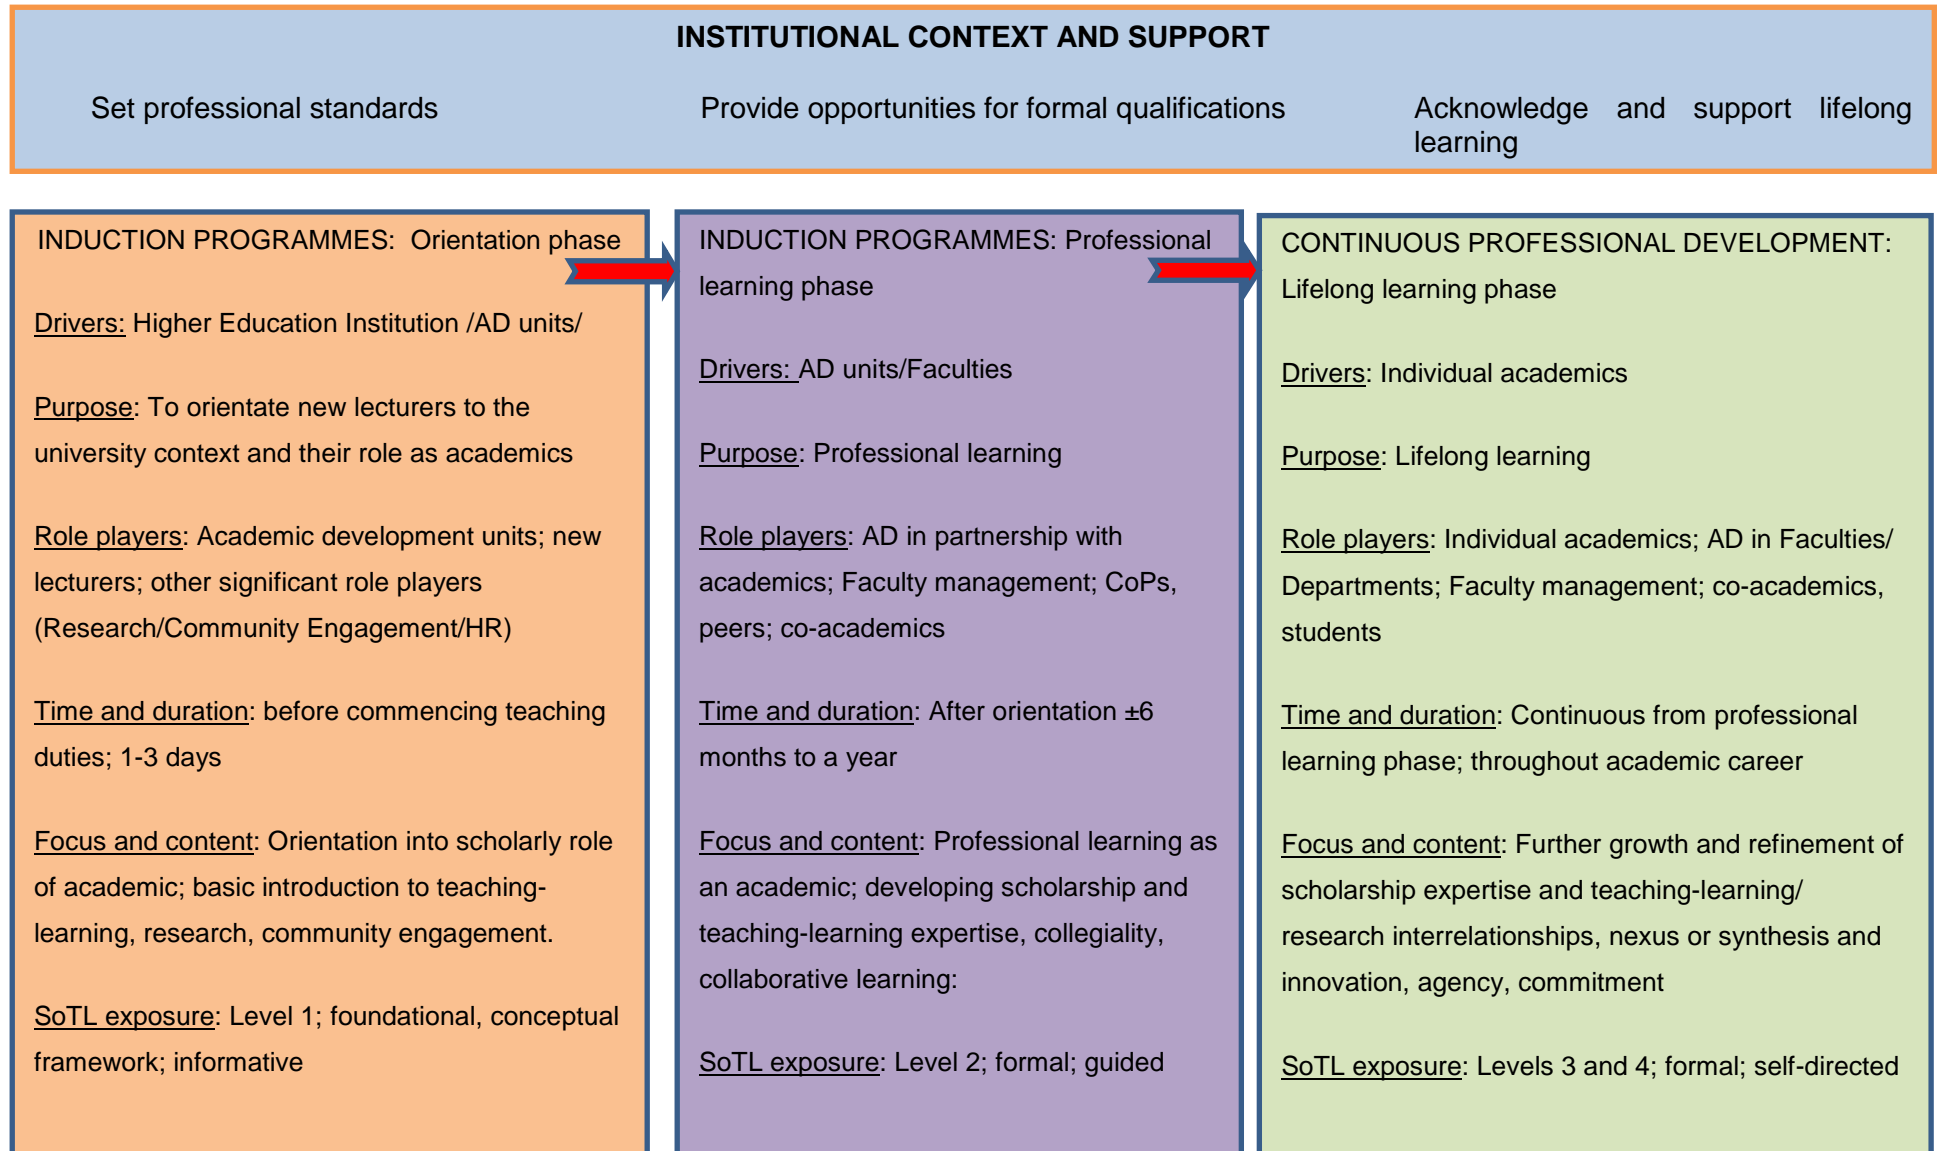 INSTITUTIONAL CONTEXT AND SUPPORT
Set professional standards
Provide opportunities for formal qualifications
Acknowledge and support lifelong
learning
INDUCTION PROGRAMMES: Orientation phase
Drivers: Higher Education Institution /AD units/
Purpose: To orientate new lecturers to the
university context and their role as academics
Role players: Academic development units; new
lecturers; other significant role players
(Research/Community Engagement/HR)
Time and duration: before commencing teaching
duties; 1-3 days
Focus and content: Orientation into scholarly role
of academic; basic introduction to teaching-
learning, research, community engagement.
SoTL exposure: Level 1; foundational, conceptual
framework; informative
INDUCTION PROGRAMMES: Professional
learning phase
Drivers: AD units/Faculties
Purpose: Professional learning
Role players: AD in partnership with
academics; Faculty management; CoPs,
peers; co-academics
Time and duration: After orientation ±6
months to a year
Focus and content: Professional learning as
an academic; developing scholarship and
teaching-learning expertise, collegiality,
collaborative learning:
SoTL exposure: Level 2; formal; guided
CONTINUOUS PROFESSIONAL DEVELOPMENT:
Lifelong learning phase
Drivers: Individual academics
Purpose: Lifelong learning
Role players: Individual academics; AD in Faculties/
Departments; Faculty management; co-academics,
students
Time and duration: Continuous from professional
learning phase; throughout academic career
Focus and content: Further growth and refinement of
scholarship expertise and teaching-learning/
research interrelationships, nexus or synthesis and
innovation, agency, commitment
SoTL exposure: Levels 3 and 4; formal; self-directed